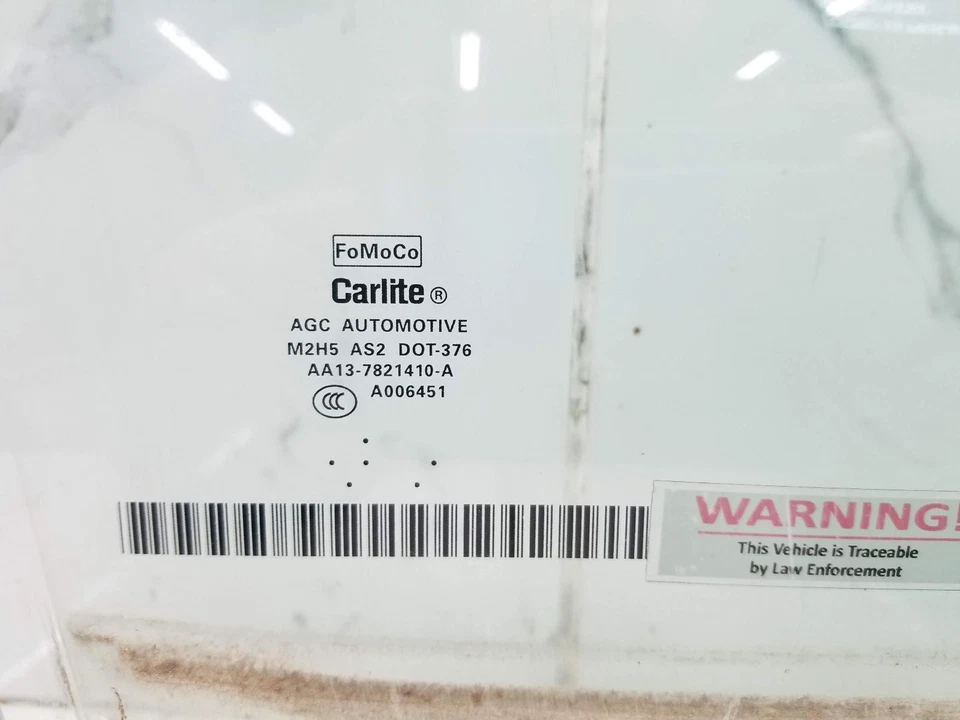 FoMoCo
Carlite®
AGC AUTOMOTIVE
M2H5 AS2 DOT-376
AA13-7821410-A
CCC A006451
WARNING!
This Vehicle is Traceable
by Law Enforcement